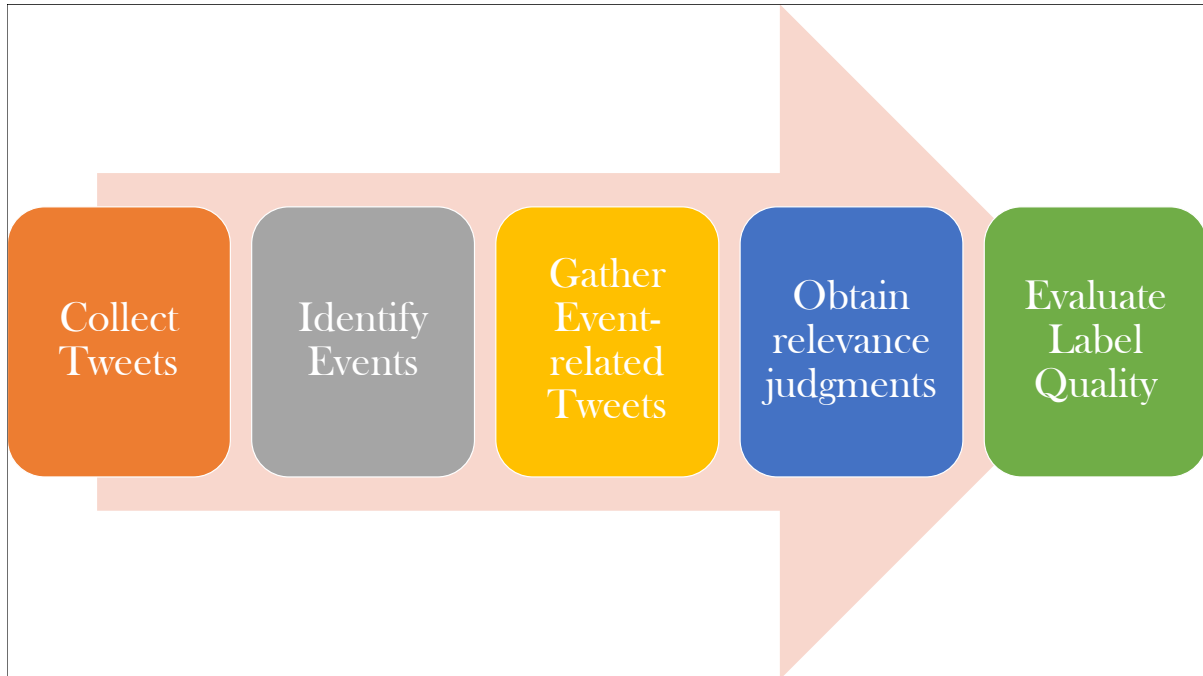 Collect
Tweets
Identify
Events
Gather
Event-
related
Tweets
Obtain
relevance
judgments
Evaluate
Label
Quality